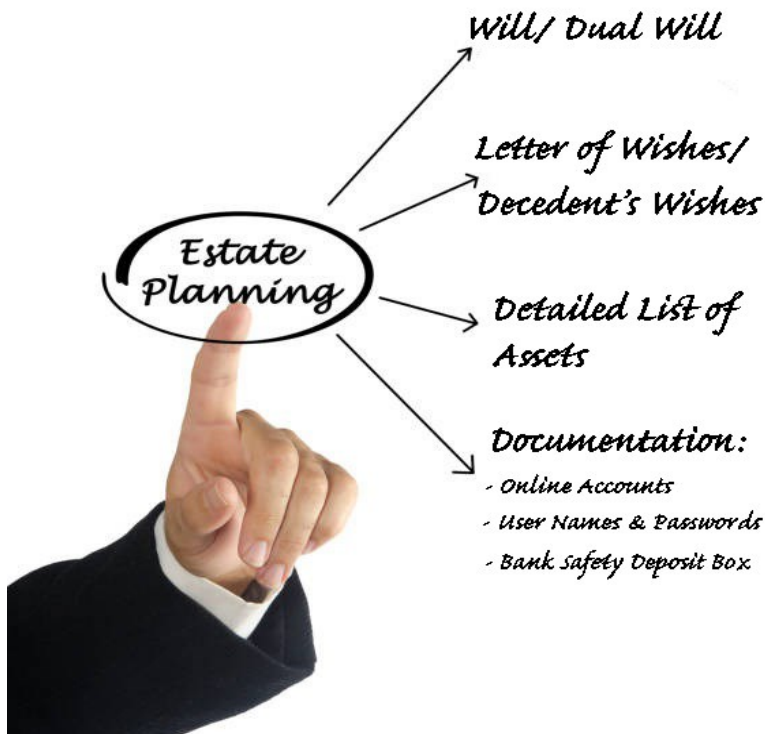 Will/ Dual Will
Letter of Wishes/
Decedent's Wishes
Estate
Planning
Detailed List of
Assets
Documentation:
- Online Accounts
- User Names & Passwords
- Bank Safety Deposit Box